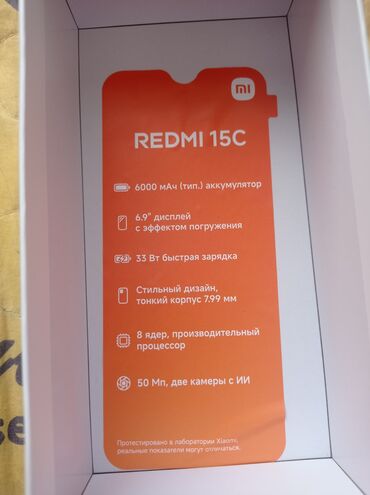 mi
REDMI 15C
6000 мАч (тип.) аккумулятор
6.9" дисплей
с эффектом погружения
33 Вт быстрая зарядка
Стильный дизайн,
тонкий корпус 7.99 мм
8 ядер, производительный
процессор
50 Мп, две камеры с ИИ
Протестировано в лаборатории Xiaomi,
реальные показатели могут отличаться.